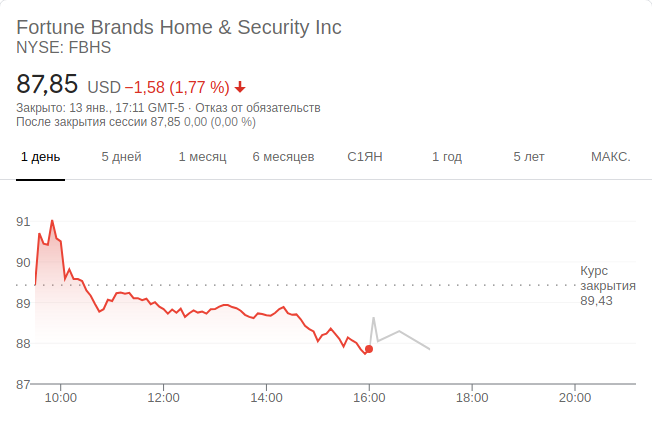 Fortune Brands Home & Security Inc
NYSE: FBHS
87,85 USD −1,58 (1,77 %)
Закрыто: 13 янв., 17:11 GMT-5 · Отказ от обязательств
После закрытия сессии 87,85 0,00 (0,00 %)
1 день 5 дней 1 месяц 6 месяцев С1ЯН 1 год 5 лет МАКС.
91
90
Курс
закрытия
89,43
89
88
87
10:00 12:00 14:00 16:00 18:00 20:00